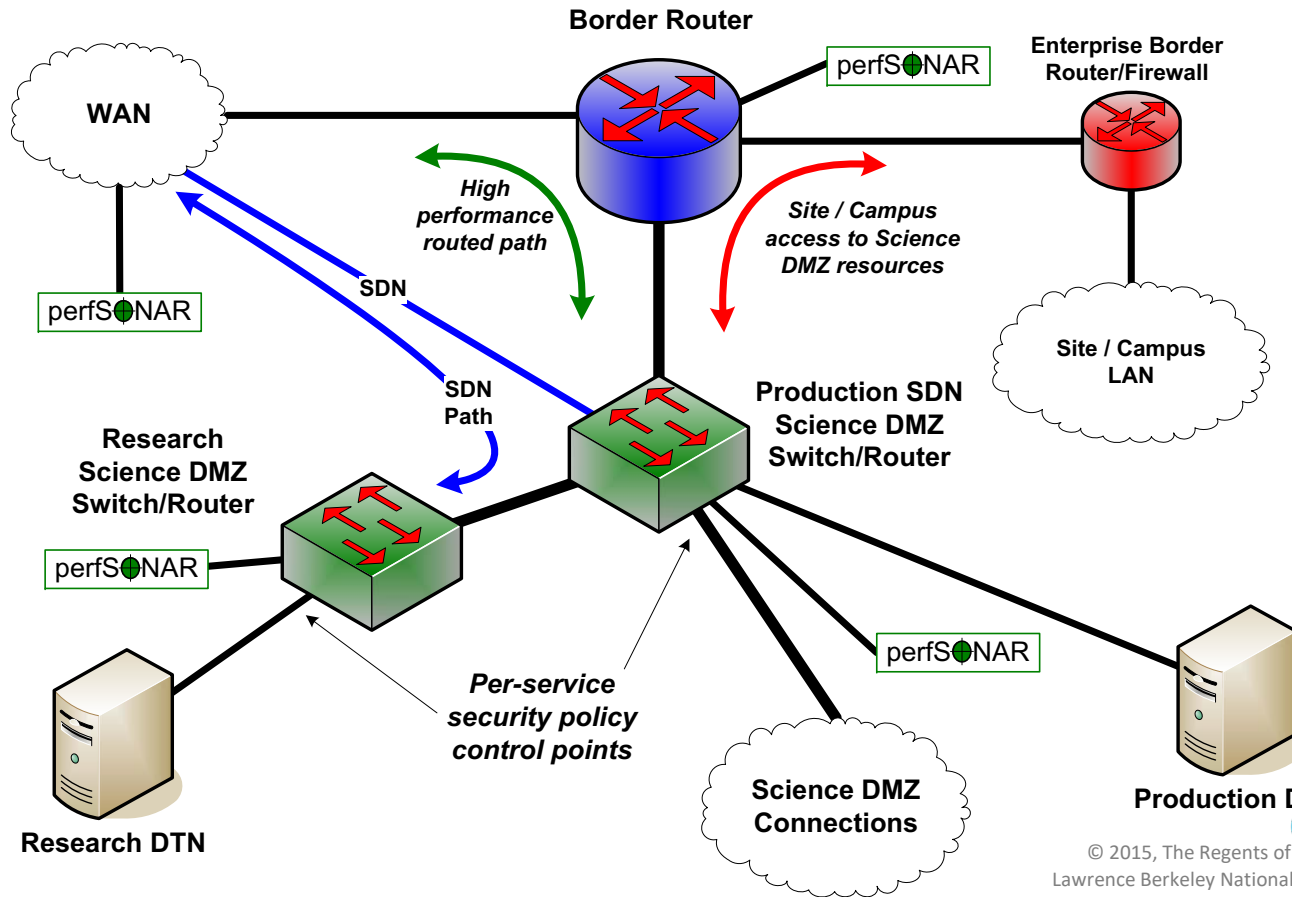 Border Router
perfSONAR
Enterprise Border
Router/Firewall
WAN
High
performance
routed path
Site / Campus
access to Science
DMZ resources
SDN
perfSONAR
Site / Campus
LAN
SDN
Path
Production SDN
Science DMZ
Switch/Router
Research
Science DMZ
Switch/Router
perfSONAR
perfSONAR
Per-service
security policy
control points
Science DMZ
Connections
Research DTN
Production D
© 2015, The Regents of
Lawrence Berkeley National